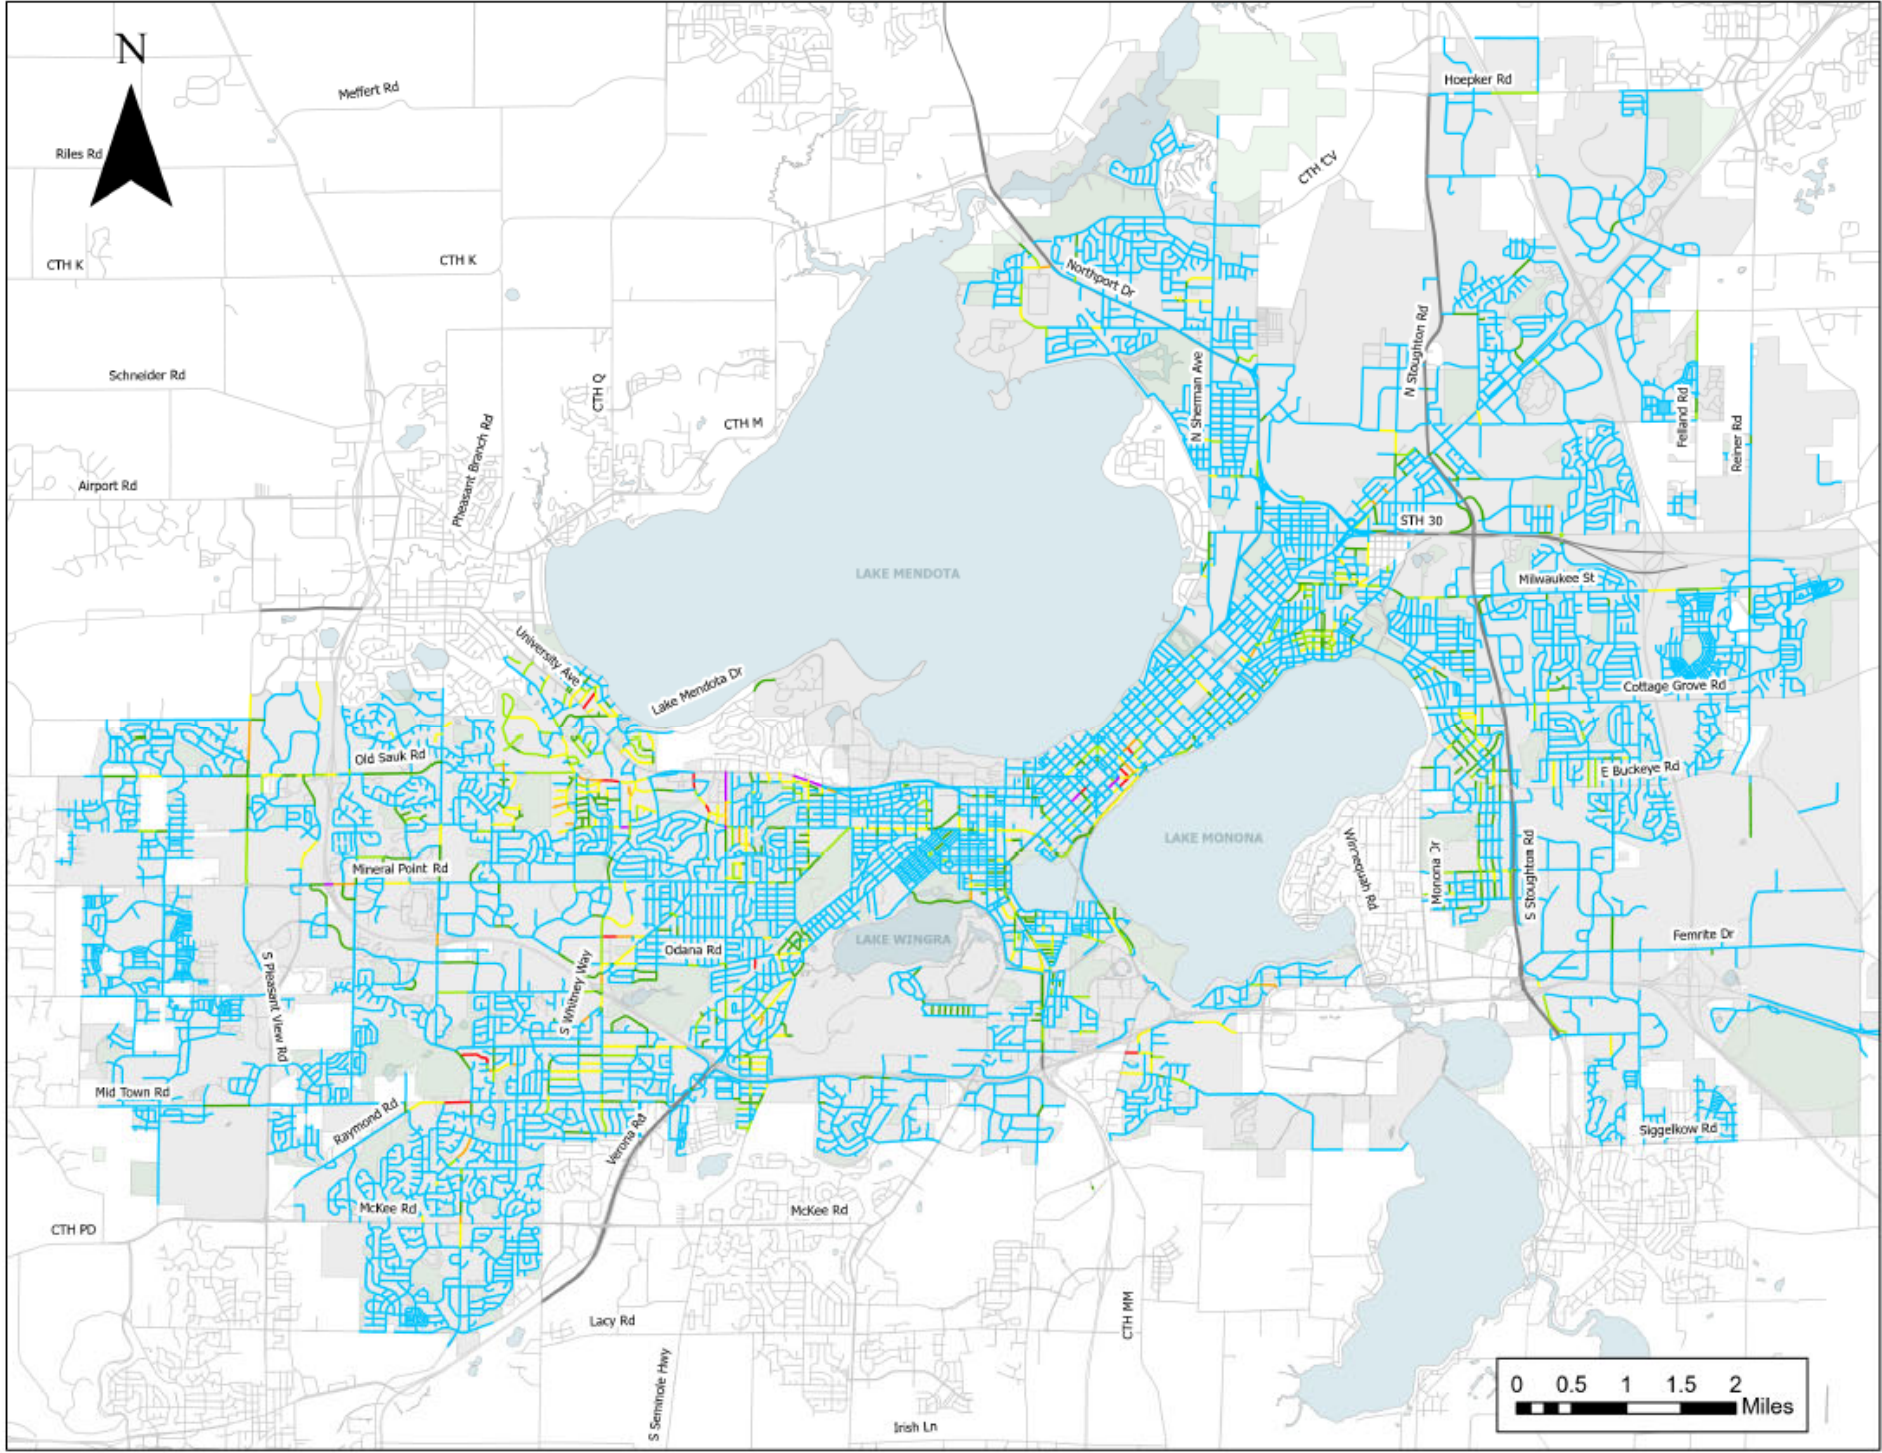 N
Meffert Rd
Riles Rd
CTH K
CTH K
Schneider Rd
CTH Q
CTH M
Pheasant Branch Rd
Airport Rd
Hoepker Rd
CTH CV
Northport Dr
N Sherman Ave
N Stoughton Rd
Felland Rd
Reiner Rd
STH 30
Milwaukee St
LAKE MENDOTA
University Ave
Lake Mendota Dr
Cottage Grove Rd
Old Sauk Rd
E Buckeye Rd
LAKE MONONA
Mineral Point Rd
Winnequah Rd
Monona Dr
S Stoughton Rd
Odana Rd
LAKE WINGRA
Femrite Dr
S Pleasant View Rd
S Whitney Way
Mid Town Rd
Raymond Rd
Verona Rd
Siggelkow Rd
McKee Rd
McKee Rd
CTH PD
Lacy Rd
CTH MM
S Seminole Hwy
Irish Ln
0 0.5 1 1.5 2
Miles